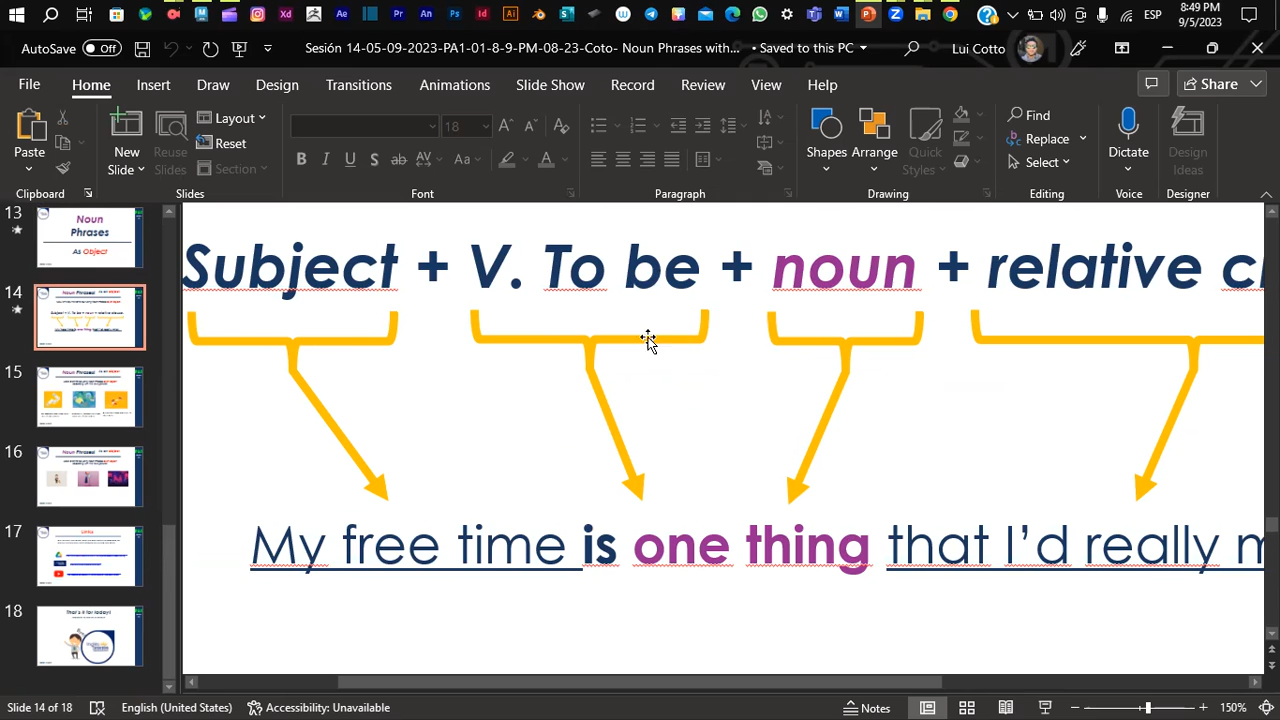 8:49 PM
ESP
9/5/2023
AutoSave Off
Sesión 14-05-09-2023-PA1-01-8-9-PM-08-23-Coto- Noun Phrases with... • Saved to this PC
Lui Cotto
File Home Insert Draw Design Transitions Animations Slide Show Record Review View Help Share
Paste
New Slide
Reuse Slides
Layout
Reset
Section
18
Shapes
Arrange
Quick Styles
Find
Replace
Select
Dictate
Design Ideas
Clipboard Slides Font Paragraph Drawing Editing Voice Designer
13
Noun
Phrases
As Object
14
15
16
17
18
Subject + V. To be + noun + relative cl
My free time is one thing that I'd really m
Slide 14 of 18
English (United States)
Accessibility: Unavailable
Notes
150%